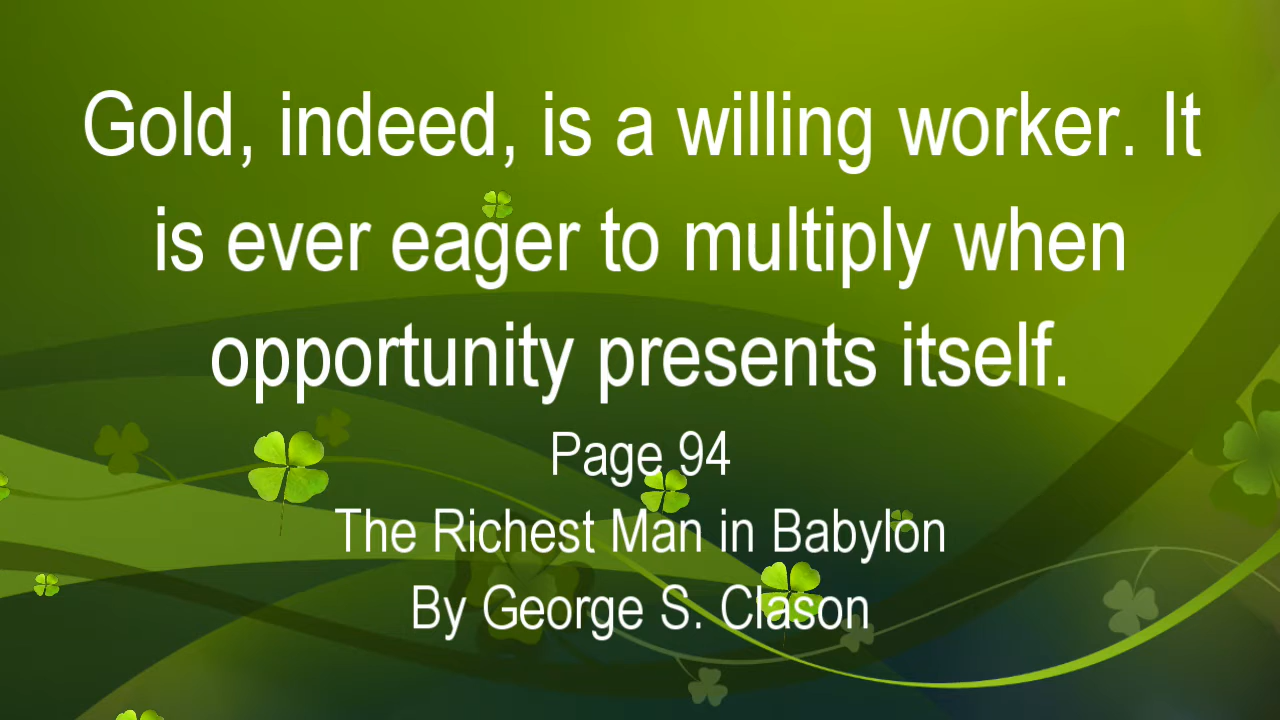 Gold, indeed, is a willing worker. It
is ever eager to multiply when
opportunity presents itself.
Page 94
The Richest Man in Babylon
By George S. Clason